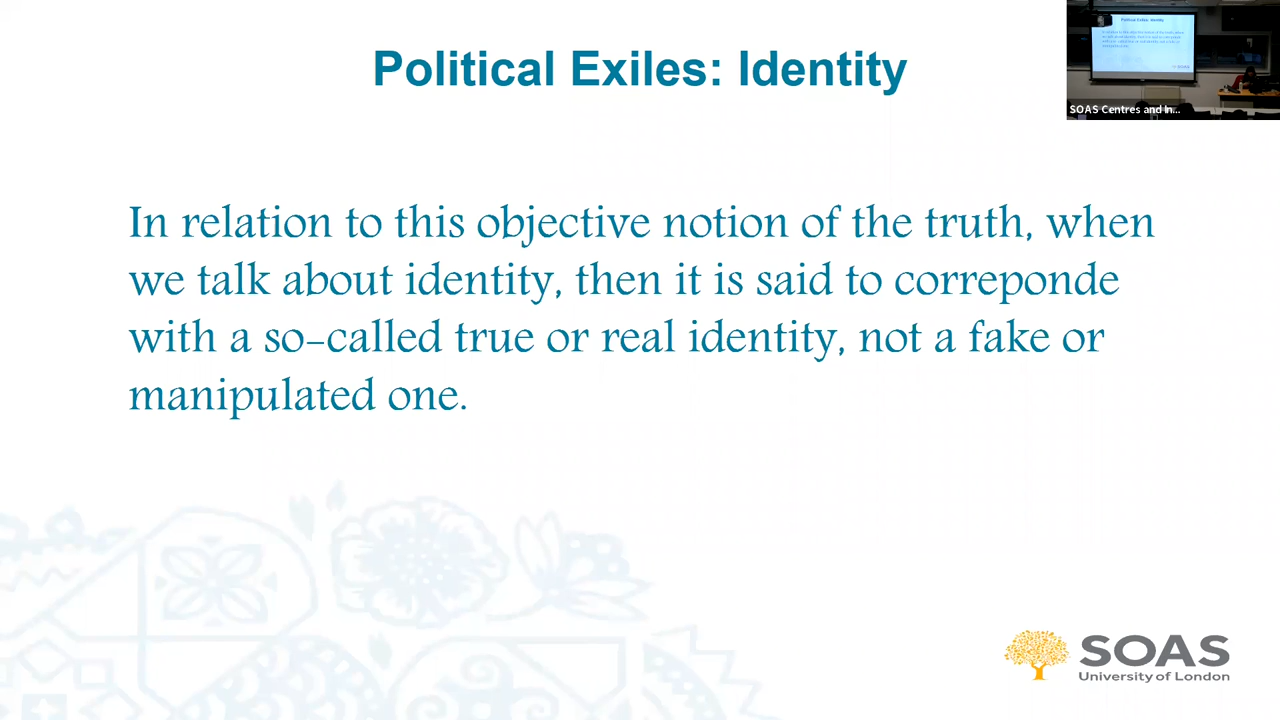 Political Exiles: Identity
SOAS Centres and In...
In relation to this objective notion of the truth, when
we talk about identity, then it is said to correponde
with a so-called true or real identity, not a fake or
manipulated one.
SOAS
University of London